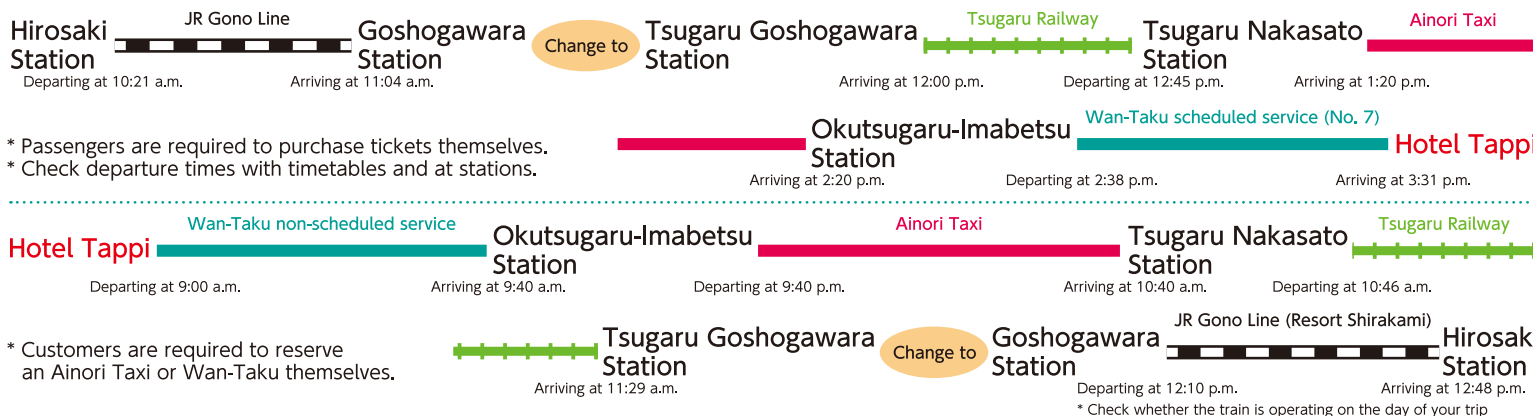 JR Gono Line
Tsugaru Railway
Ainori Taxi
Hirosaki Station
Goshogawara Station
Change to
Tsugaru Goshogawara Station
Tsugaru Nakasato Station
Departing at 10:21 a.m.
Arriving at 11:04 a.m.
Arriving at 12:00 p.m.
Departing at 12:45 p.m.
Arriving at 1:20 p.m.
* Passengers are required to purchase tickets themselves.
* Check departure times with timetables and at stations.
Okutsugaru-Imabetsu Station
Wan-Taku scheduled service (No. 7)
Hotel Tappi
Arriving at 2:20 p.m.
Departing at 2:38 p.m.
Arriving at 3:31 p.m.
Hotel Tappi
Wan-Taku non-scheduled service
Okutsugaru-Imabetsu Station
Ainori Taxi
Tsugaru Nakasato Station
Tsugaru Railway
Departing at 9:00 a.m.
Arriving at 9:40 a.m.
Departing at 9:40 p.m.
Arriving at 10:40 a.m.
Departing at 10:46 a.m.
* Customers are required to reserve
an Ainori Taxi or Wan-Taku themselves.
Tsugaru Goshogawara Station
Change to
Goshogawara Station
JR Gono Line (Resort Shirakami)
Hirosak
Station
Arriving at 11:29 a.m.
Departing at 12:10 p.m.
Arriving at 12:48 p.m.
* Check whether the train is operating on the day of your trip